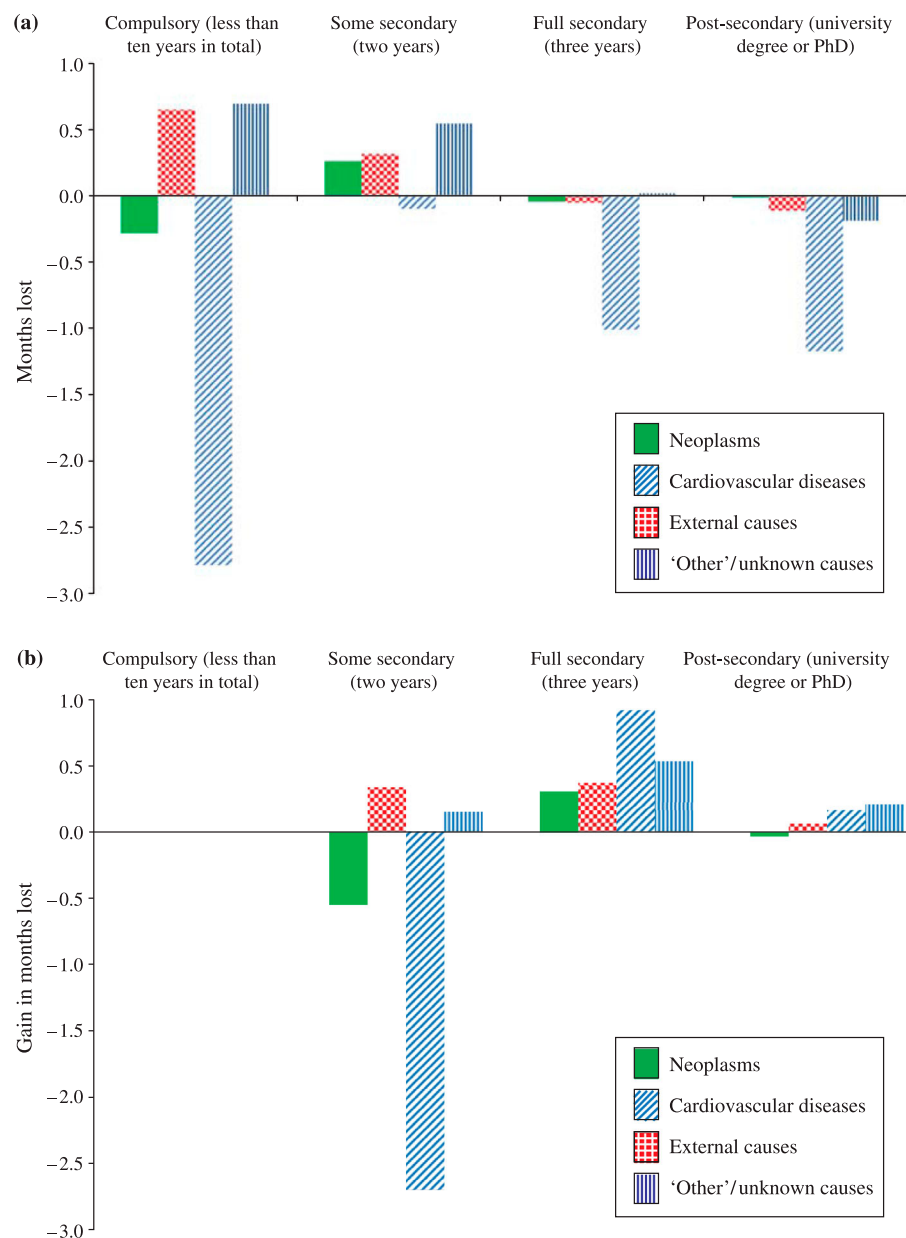 (a)
Compulsory (less than
ten years in total)
Some secondary
(two years)
Full secondary
(three years)
Post-secondary (university
degree or PhD)
1.0
0.5
0.0
−0.5
−1.0
−1.5
−2.0
−2.5
−3.0
Months lost
Neoplasms
Cardiovascular diseases
External causes
‘Other’/unknown causes
(b)
Compulsory (less than
ten years in total)
Some secondary
(two years)
Full secondary
(three years)
Post-secondary (university
degree or PhD)
1.0
0.5
0.0
−0.5
−1.0
−1.5
−2.0
−2.5
−3.0
Gain in months lost
Neoplasms
Cardiovascular diseases
External causes
‘Other’/unknown causes